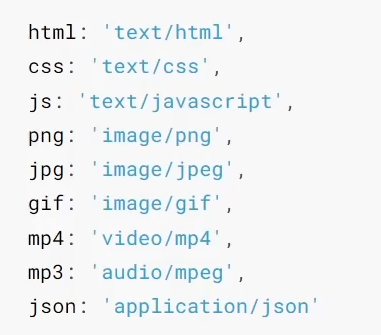 html: 'text/html',
css: 'text/css',
js: 'text/javascript',
png: 'image/png',
jpg: 'image/jpeg',
gif: 'image/gif',
mp4: 'video/mp4',
mp3: 'audio/mpeg',
json: 'application/json'